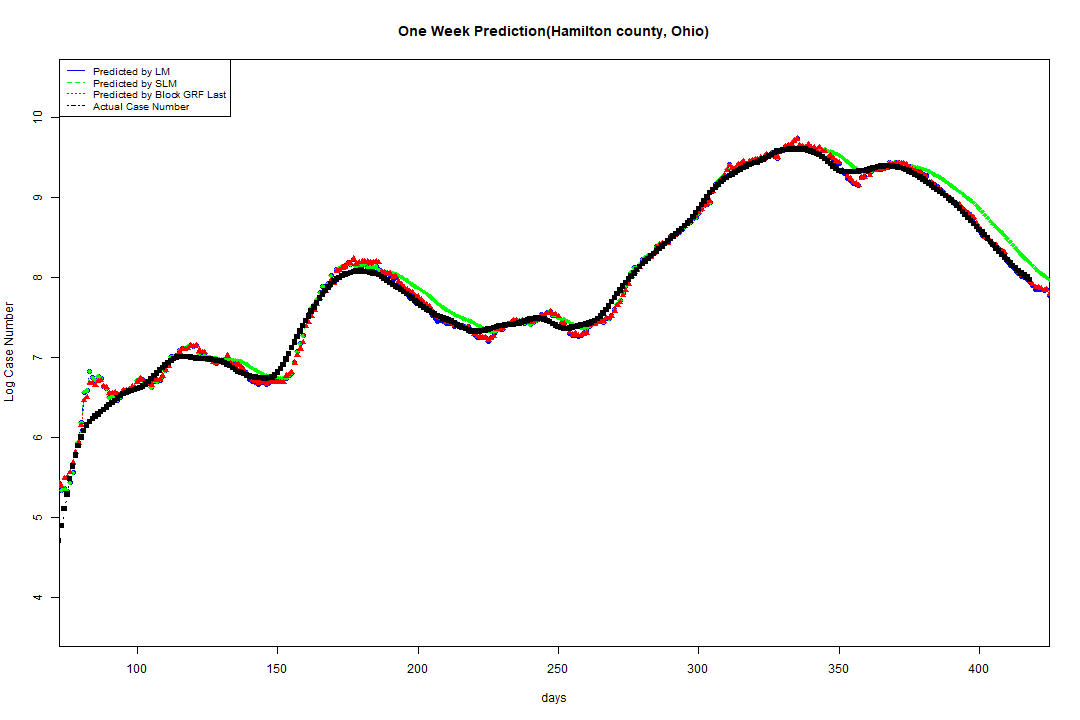 One Week Prediction(Hamilton county, Ohio)
Predicted by LM
Predicted by SLM
Predicted by Block GRF Last
Actual Case Number
Log Case Number
10
9
8
7
6
5
4
100 150 200 250 300 350 400
days